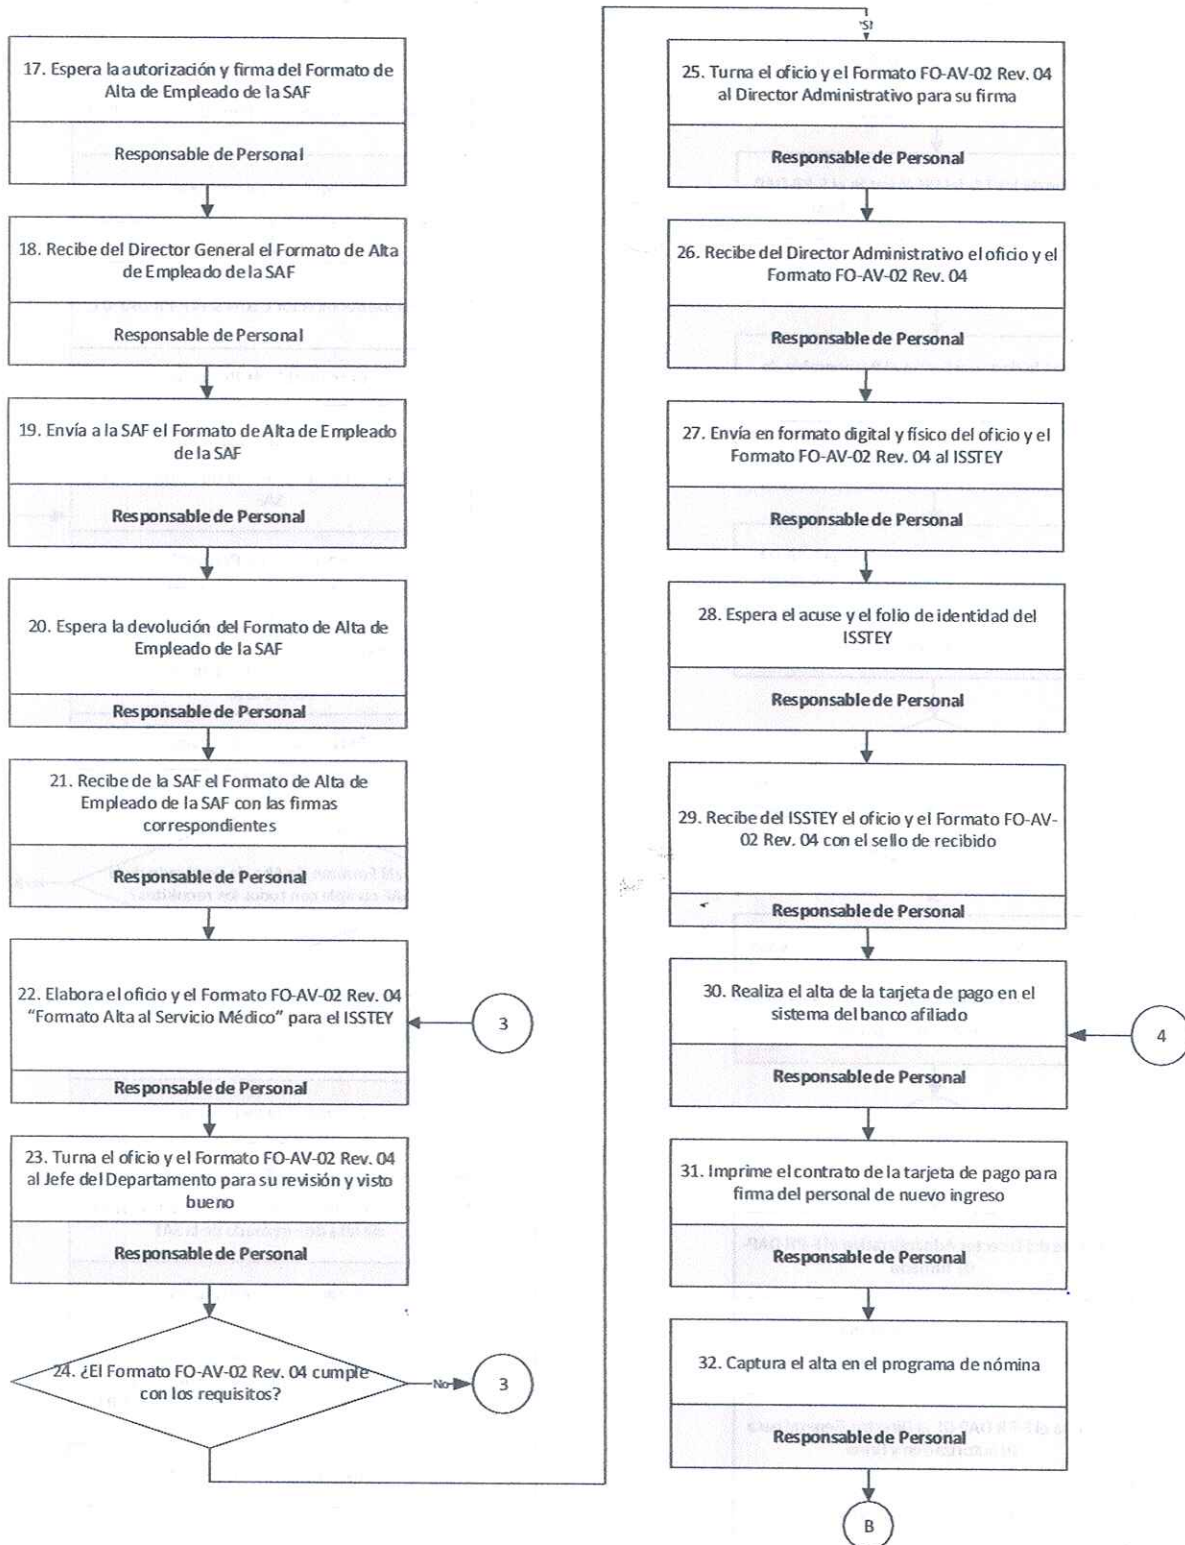 17. Espera la autorización y firma del Formato de
Alta de Empleado de la SAF
Responsable de Personal
18. Recibe del Director General el Formato de Alta
de Empleado de la SAF
Responsable de Personal
19. Envía a la SAF el Formato de Alta de Empleado
de la SAF
Responsable de Personal
20. Espera la devolución del Formato de Alta de
Empleado de la SAF
Responsable de Personal
21. Recibe de la SAF el Formato de Alta de
Empleado de la SAF con las firmas
correspondientes
Responsable de Personal
22. Elabora el oficio y el Formato FO-AV-02 Rev. 04
"Formato Alta al Servicio Médico" para el ISSTEY
3
Responsable de Personal
23. Turna el oficio y el Formato FO-AV-02 Rev. 04
al Jefe del Departamento para su revisión y visto
bueno
Responsable de Personal
24. ¿El Formato FO-AV-02 Rev. 04 cumple
con los requisitos?
No
3
SI
25. Turna el oficio y el Formato FO-AV-02 Rev. 04
al Director Administrativo para su firma
Responsable de Personal
26. Recibe del Director Administrativo el oficio y el
Formato FO-AV-02 Rev. 04
Responsable de Personal
27. Envía en formato digital y físico del oficio y el
Formato FO-AV-02 Rev. 04 al ISSTEY
Responsable de Personal
28. Espera el acuse y el folio de identidad del
ISSTEY
Responsable de Personal
29. Recibe del ISSTEY el oficio y el Formato FO-AV-
02 Rev. 04 con el sello de recibido
Responsable de Personal
30. Realiza el alta de la tarjeta de pago en el
sistema del banco afiliado
4
Responsable de Personal
31. Imprime el contrato de la tarjeta de pago para
firma del personal de nuevo ingreso
Responsable de Personal
32. Captura el alta en el programa de nómina
Responsable de Personal
B